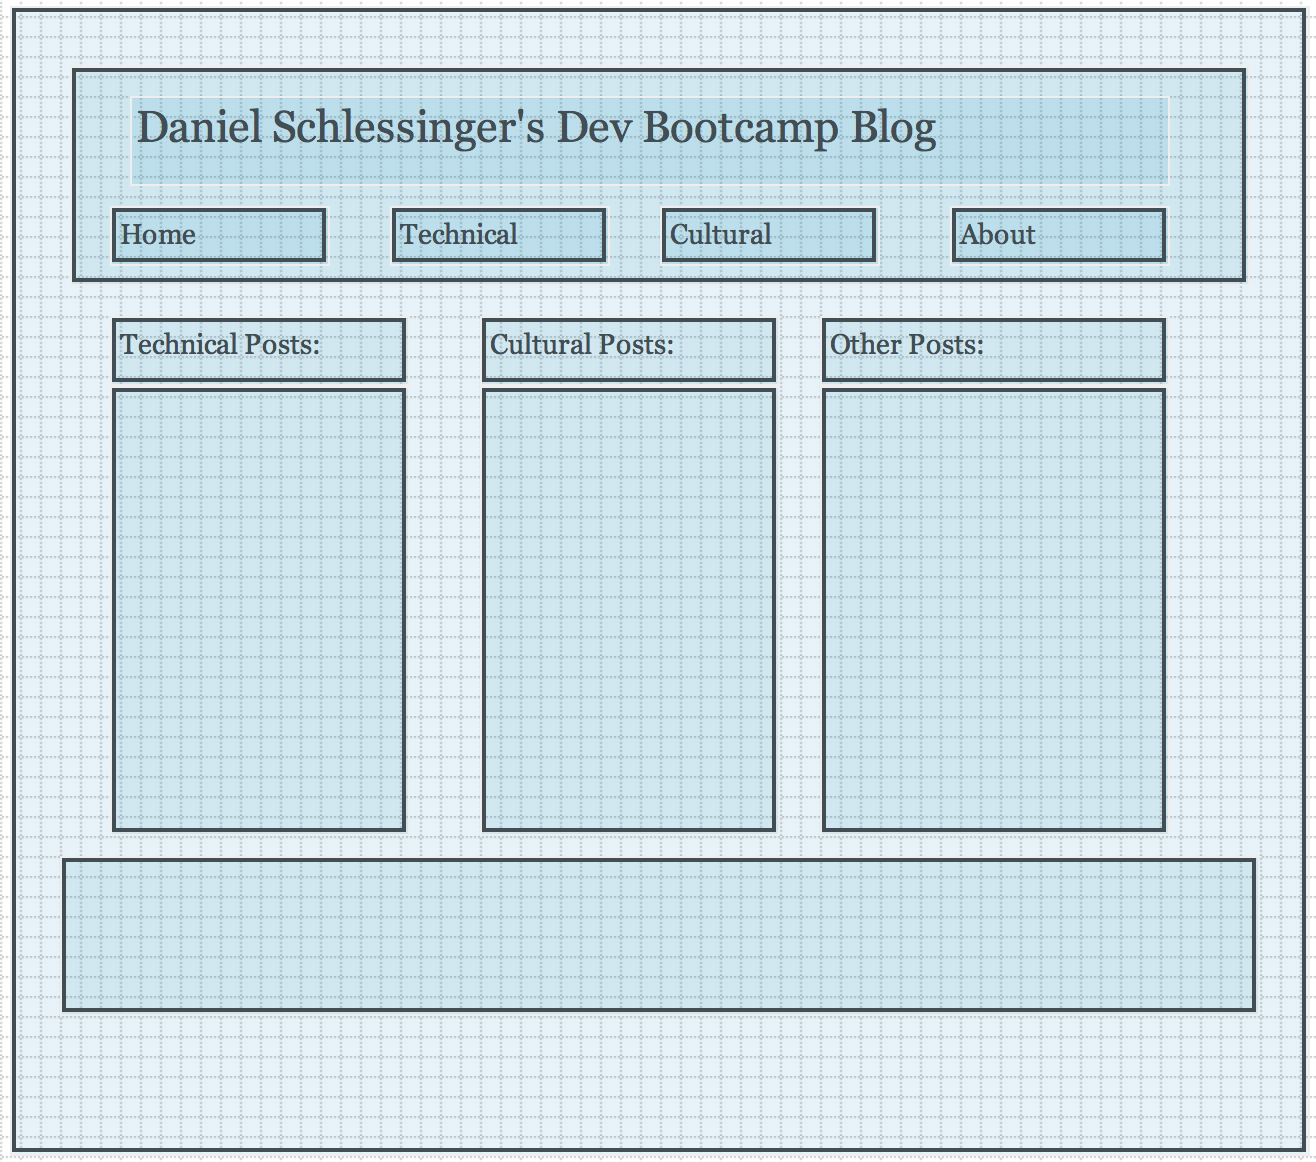 Daniel Schlessinger's Dev Bootcamp Blog
Home
Technical
Cultural
About
Technical Posts:
Cultural Posts:
Other Posts: